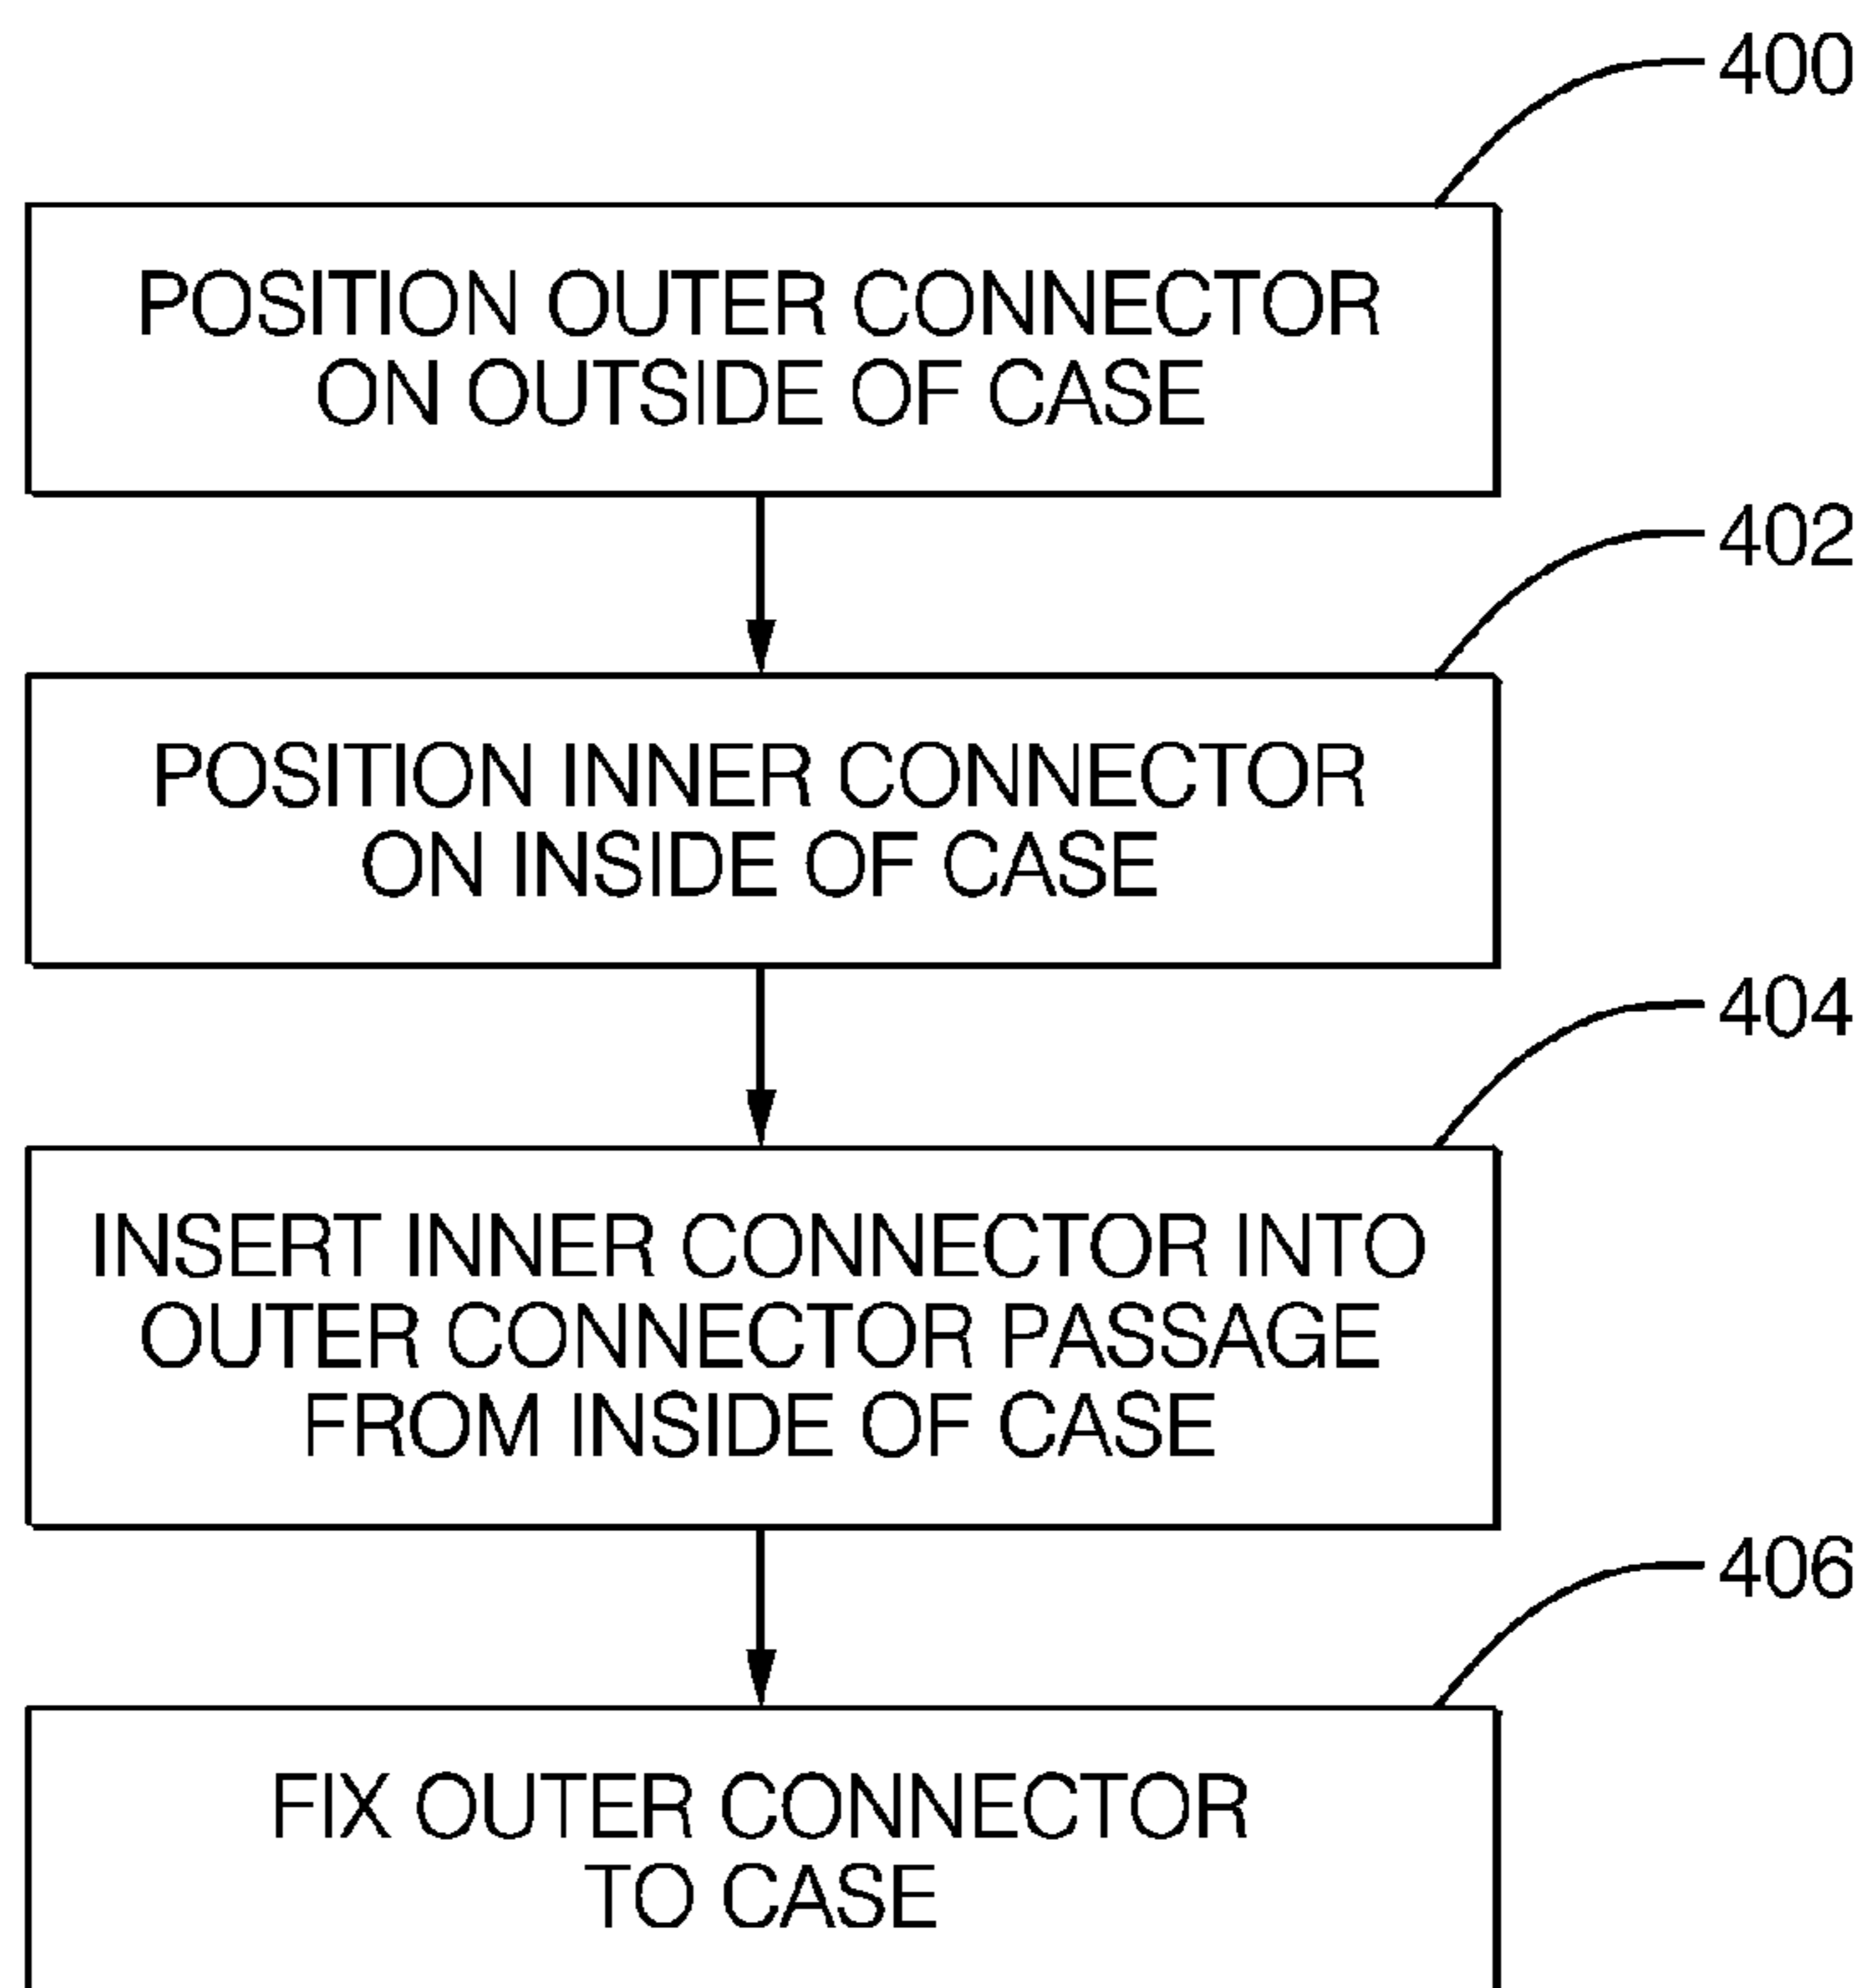 400
POSITION OUTER CONNECTOR
ON OUTSIDE OF CASE
402
POSITION INNER CONNECTOR
ON INSIDE OF CASE
404
INSERT INNER CONNECTOR INTO
OUTER CONNECTOR PASSAGE
FROM INSIDE OF CASE
406
FIX OUTER CONNECTOR
TO CASE